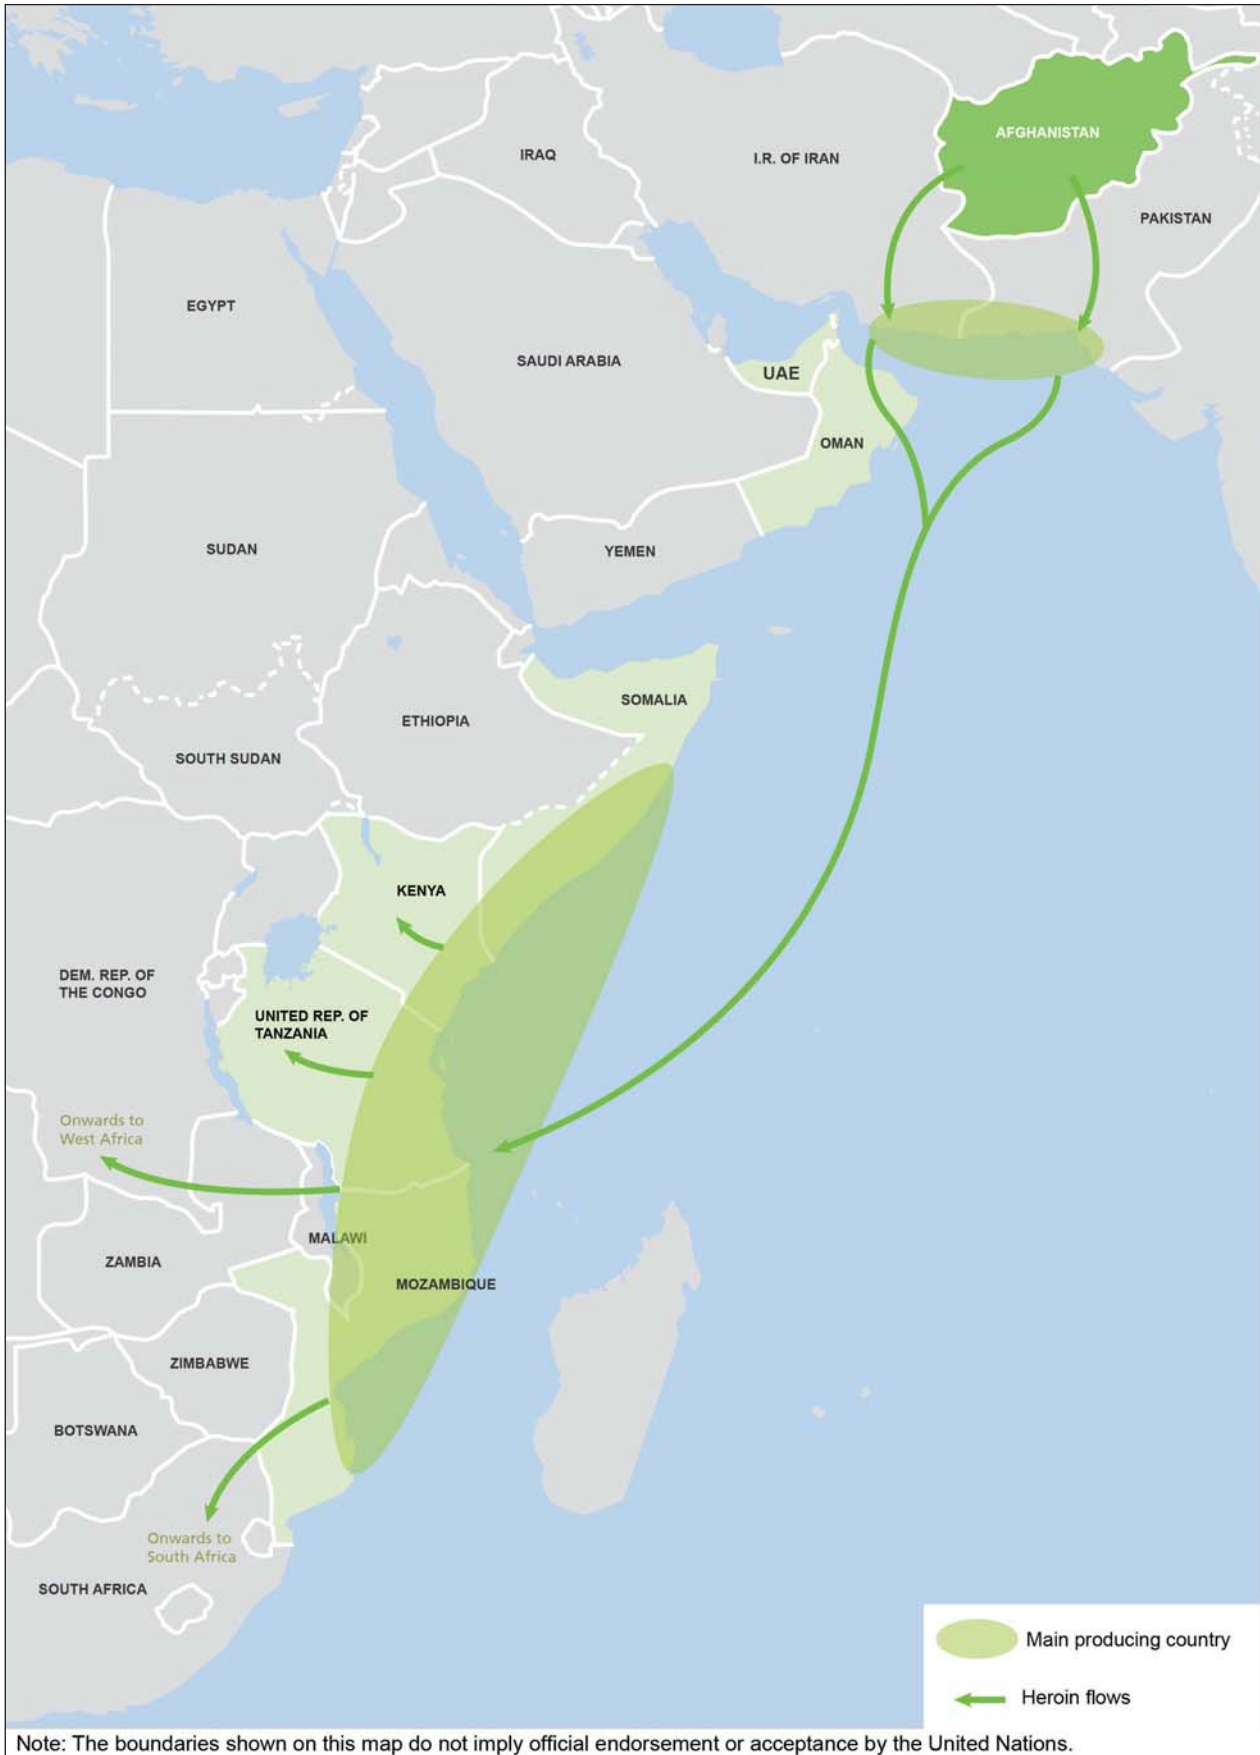 AFGHANISTAN
IRAQ
I.R. OF IRAN
PAKISTAN
EGYPT
SAUDI ARABIA
UAE
OMAN
SUDAN
YEMEN
SOMALIA
ETHIOPIA
SOUTH SUDAN
KENYA
DEM. REP. OF
THE CONGO
UNITED REP. OF
TANZANIA
Onwards to
West Africa
MALAWI
ZAMBIA
MOZAMBIQUE
ZIMBABWE
BOTSWANA
Onwards to
South Africa
SOUTH AFRICA
Main producing country
Heroin flows
Note: The boundaries shown on this map do not imply official endorsement or acceptance by the United Nations.